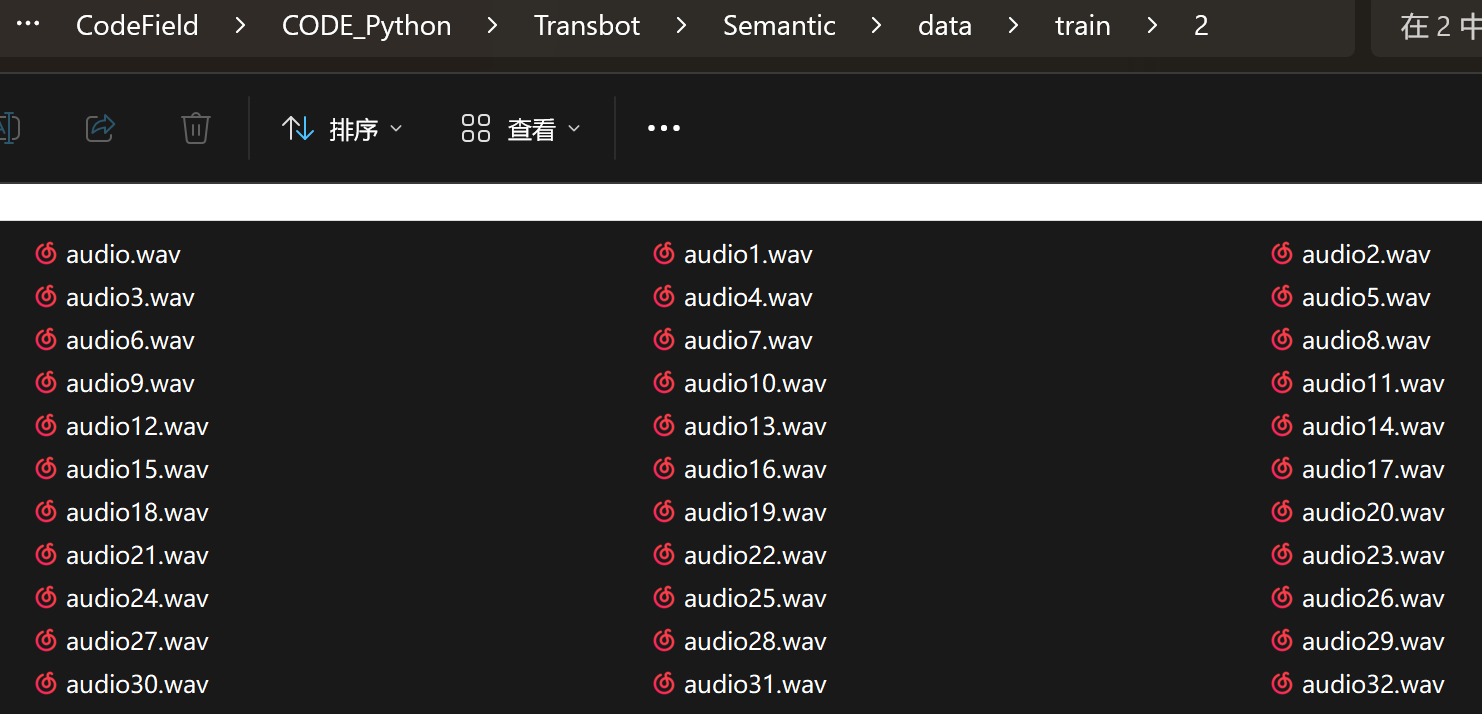 ··· CodeField > CODE_Python > Transbot > Semantic > data > train > 2 在 2 中
排序 查看 ···
audio.wav audio1.wav audio2.wav
audio3.wav audio4.wav audio5.wav
audio6.wav audio7.wav audio8.wav
audio9.wav audio10.wav audio11.wav
audio12.wav audio13.wav audio14.wav
audio15.wav audio16.wav audio17.wav
audio18.wav audio19.wav audio20.wav
audio21.wav audio22.wav audio23.wav
audio24.wav audio25.wav audio26.wav
audio27.wav audio28.wav audio29.wav
audio30.wav audio31.wav audio32.wav